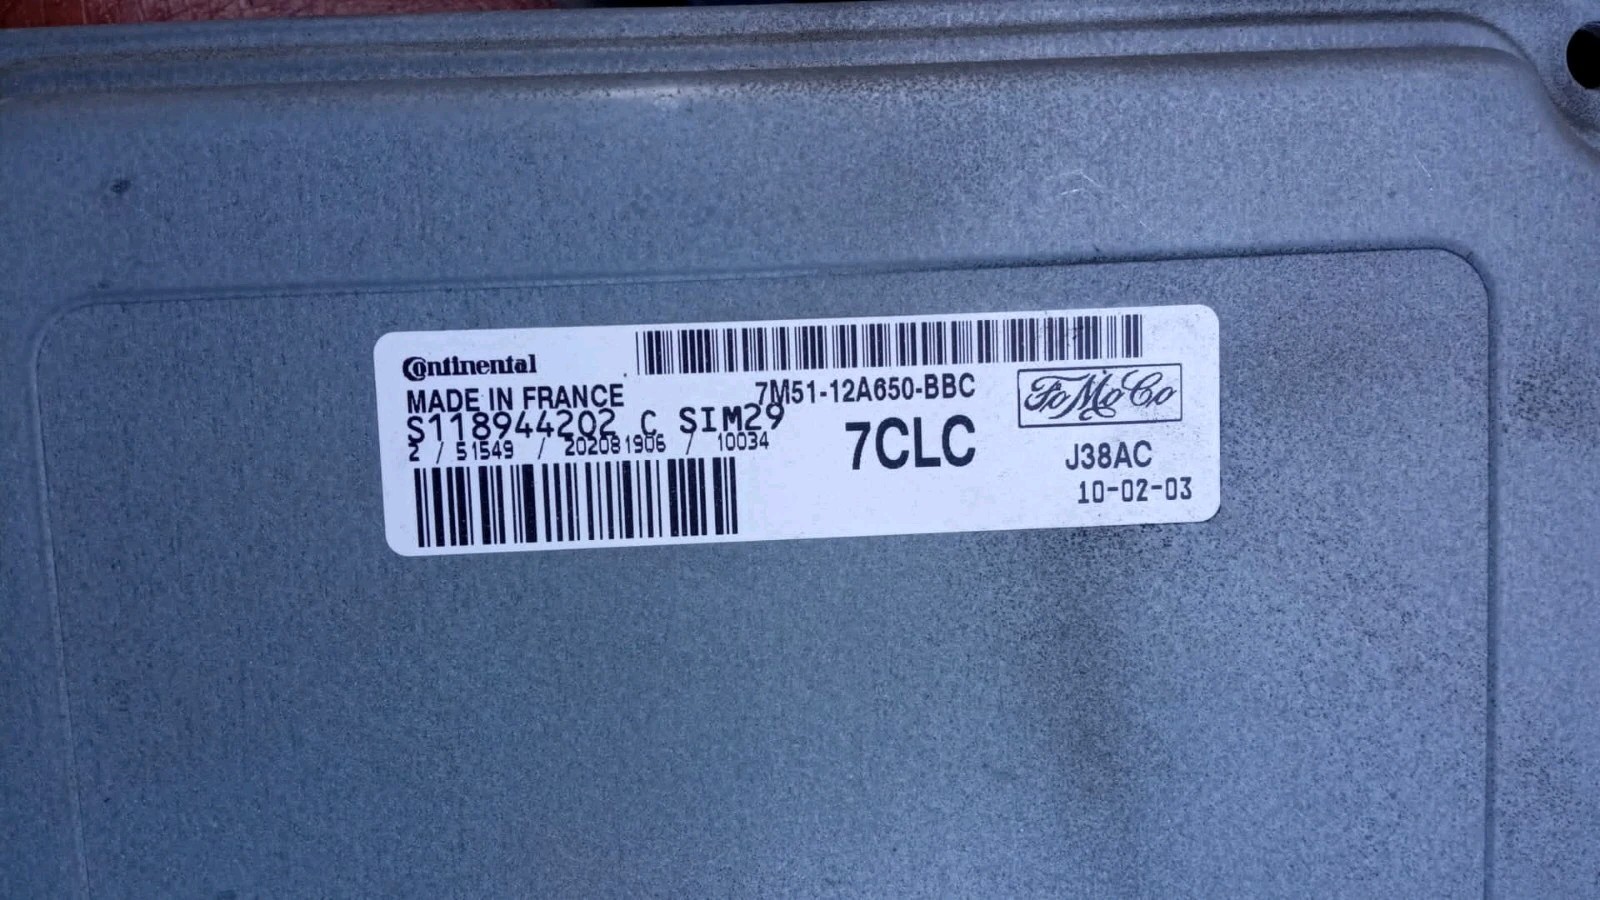 Continental
MADE IN FRANCE
7M51-12A650-BBC
FoMoCo
S118944202 C SIM29
2 / 51549 / 202081906 / 10034
7CLC
J38AC
10-02-03